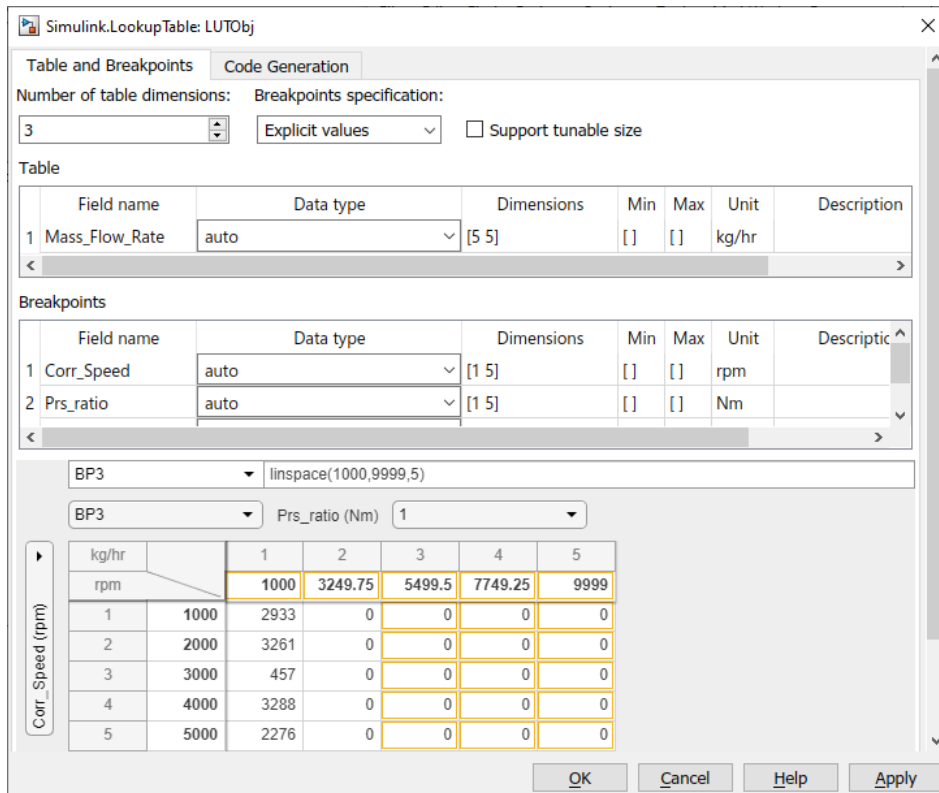 Simulink.LookupTable: LUTObj
Table and Breakpoints Code Generation
Number of table dimensions: Breakpoints specification:
3 Explicit values Support tunable size
Table
Field name Data type Dimensions Min Max Unit Description
1 Mass_Flow_Rate auto [5 5] [ ] [ ] kg/hr
Breakpoints
Field name Data type Dimensions Min Max Unit Descriptic
1 Corr_Speed auto [1 5] [ ] [ ] rpm
2 Prs_ratio auto [1 5] [ ] [ ] Nm
BP3 linspace(1000,9999,5)
BP3 Prs_ratio (Nm) 1
Corr_Speed (rpm)
kg/hr 1 2 3 4 5
rpm 1000 3249.75 5499.5 7749.25 9999
1 1000 2933 0 0 0 0
2 2000 3261 0 0 0 0
3 3000 457 0 0 0 0
4 4000 3288 0 0 0 0
5 5000 2276 0 0 0 0
OK Cancel Help Apply